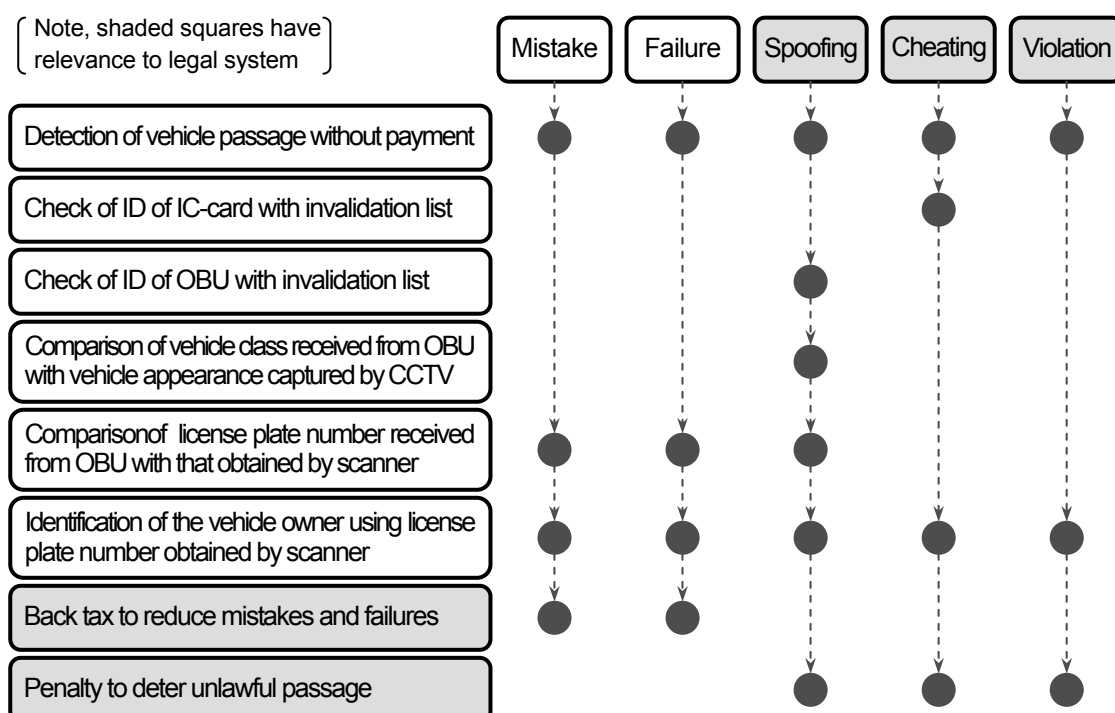 Note, shaded squares have
relevance to legal system
Mistake
Failure
Spoofing
Cheating
Violation
Detection of vehicle passage without payment
Check of ID of IC-card with invalidation list
Check of ID of OBU with invalidation list
Comparison of vehicle class received from OBU
with vehicle appearance captured by CCTV
Comparisonof license plate number received
from OBU with that obtained by scanner
Identification of the vehicle owner using license
plate number obtained by scanner
Back tax to reduce mistakes and failures
Penalty to deter unlawful passage